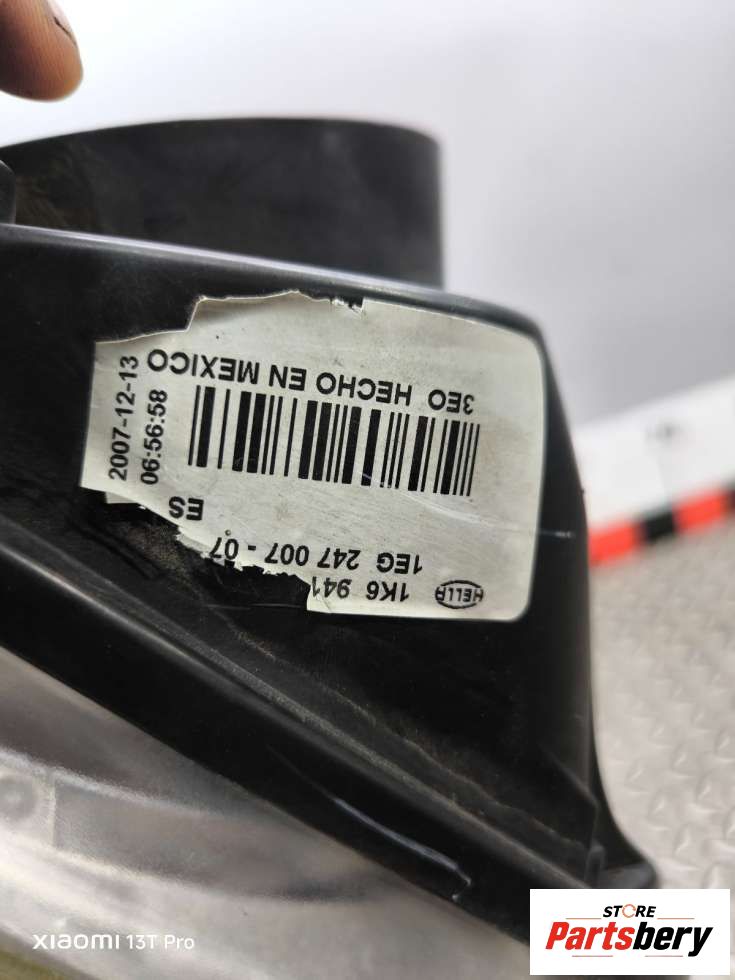 HELLA 1K6 941
1EG 247 007 - 07
ES
3EO HECHO EN MEXICO
2007-12-13
06:56:58
XIAOMI 13T Pro
STORE
Partsbery